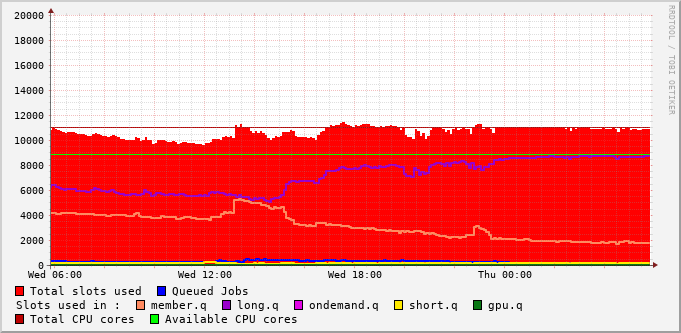 20000
18000
16000
14000
12000
10000
8000
6000
4000
2000
0
Wed 06:00 Wed 12:00 Wed 18:00 Thu 00:00
Total slots used Queued Jobs
Slots used in : member.q long.q ondemand.q short.q gpu.q
Total CPU cores Available CPU cores
RRDTOOL / TOBI OETIKER